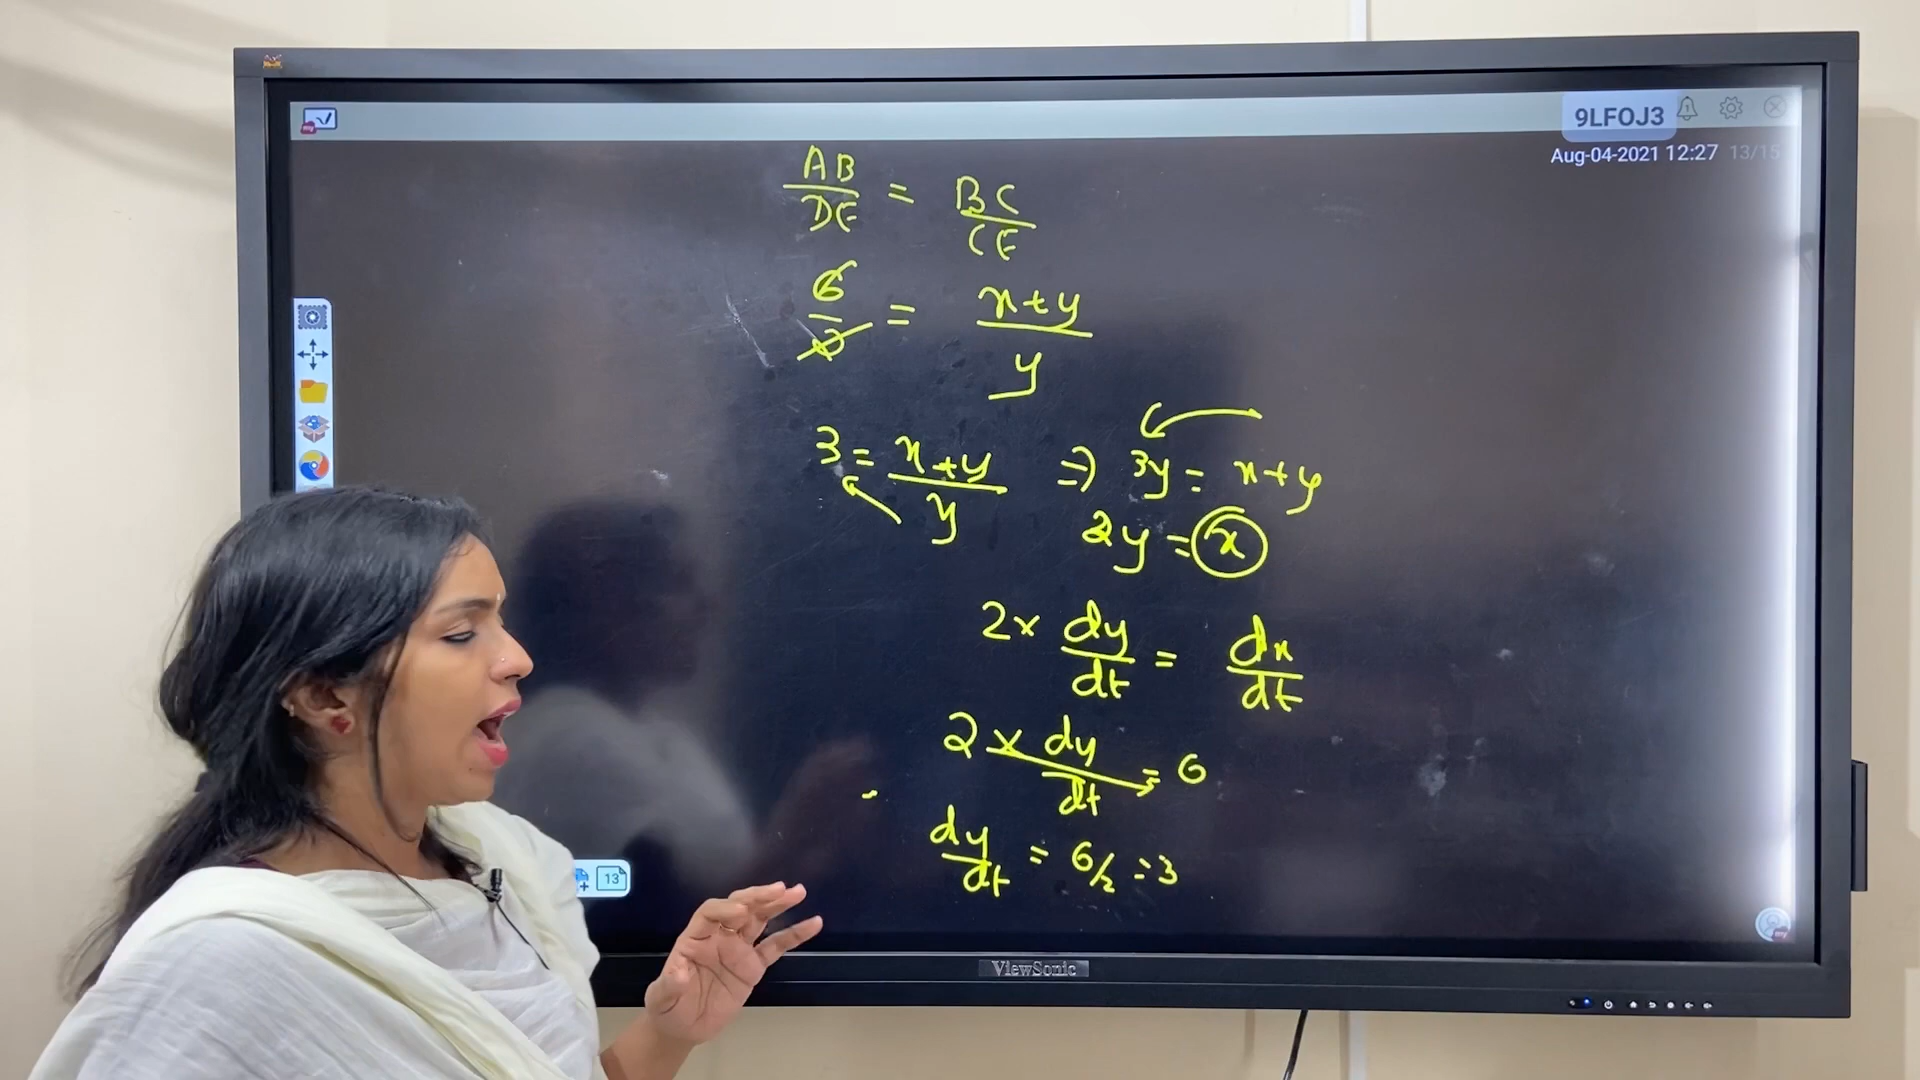 9LFOJ3
Aug-04-2021 12:27 13/15
AB/DE = BC/CE
6/2 = x+y/y
3 = x+y/y ⇒ 3y = x+y
2y = x
2× dy/dt = dx/dt
2 × dy/dt = 6
dy/dt = 6/2 = 3
13
ViewSonic